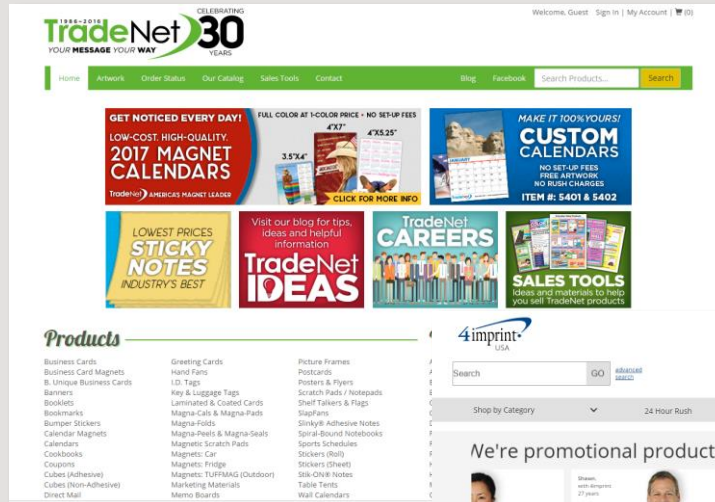 CELEBRATING
1986-2016
TradeNet 30
YOUR MESSAGE YOUR WAY
YEARS
Welcome, Guest Sign In | My Account | (0)
Home Artwork Order Status Our Catalog Sales Tools Contact Blog Facebook Search Products... Search
GET NOTICED EVERY DAY!
LOW-COST. HIGH-QUALITY.
2017 MAGNET
CALENDARS
TradeNet AMERICA'S MAGNET LEADER
FULL COLOR AT 1-COLOR PRICE • NO SET-UP FEES
4"X7"
4"X5.25"
3.5"X4"
CLICK FOR MORE INFO
MAKE IT 100% YOURS!
CUSTOM
CALENDARS
NO SET-UP FEES
FREE ARTWORK
NO RUSH CHARGES
ITEM #: 5401 & 5402
LOWEST PRICES
STICKY
NOTES
INDUSTRY'S BEST
Visit our blog for tips,
ideas and helpful
information
TradeNet
IDEAS
TradeNet
CAREERS
SALES TOOLS
Ideas and materials to help
you sell TradeNet products
Products
Business Cards
Business Card Magnets
B. Unique Business Cards
Banners
Booklets
Bookmarks
Bumper Stickers
Calendar Magnets
Calendars
Cookbooks
Coupons
Cubes (Adhesive)
Cubes (Non-Adhesive)
Direct Mail
Greeting Cards
Hand Fans
I.D. Tags
Key & Luggage Tags
Laminated & Coated Cards
Magna-Cals & Magna-Pads
Magna-Folds
Magna-Peels & Magna-Seals
Magnetic Scratch Pads
Magnets: Car
Magnets: Fridge
Magnets: TUFFMAG (Outdoor)
Marketing Materials
Memo Boards
Picture Frames
Postcards
Posters & Flyers
Scratch Pads / Notepads
Shelf Talkers & Flags
SlapFans
Slinky® Adhesive Notes
Spiral-Bound Notebooks
Sports Schedules
Stickers (Roll)
Stickers (Sheet)
Stik-ON® Notes
Table Tents
Wall Calendars
4imprint
USA
Search GO advanced
search
Shop by Category 24 Hour Rush
We're promotional product
Shawn,
with 4imprint
27 years